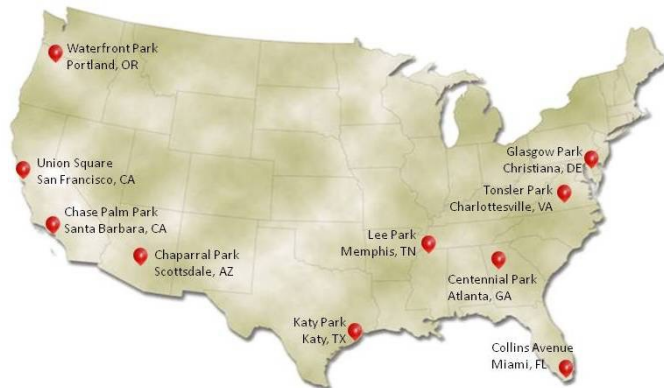 Waterfront Park
Portland, OR
Union Square
San Francisco, CA
Chase Palm Park
Santa Barbara, CA
Chaparral Park
Scottsdale, AZ
Glasgow Park
Christiana, DE
Tonsler Park
Charlottesville, VA
Lee Park
Memphis, TN
Centennial Park
Atlanta, GA
Katy Park
Katy, TX
Collins Avenue
Miami, FL